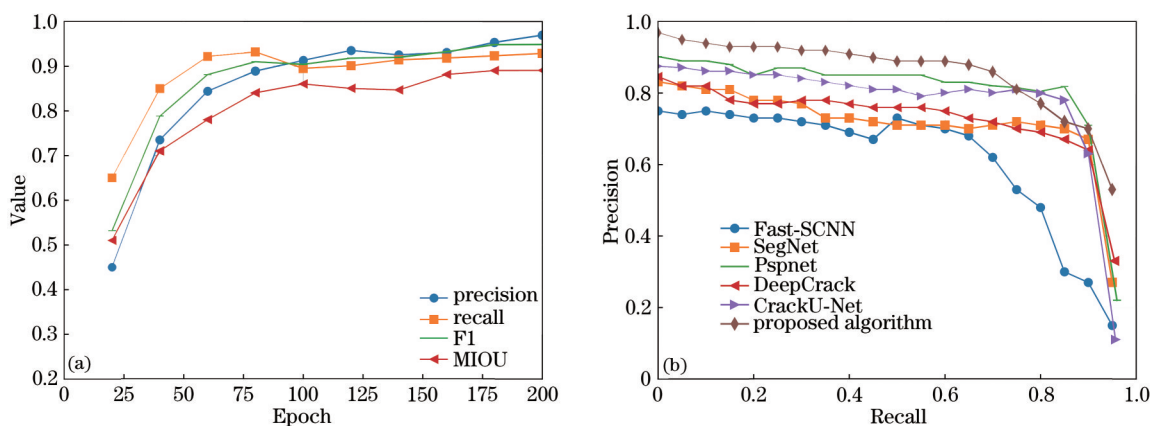 1.0
0.9
0.8
0.7
0.6
0.5
0.4
0.3
0.2
Value
(a)
precision
recall
F1
MIOU
0 25 50 75 100 125 150 175 200
Epoch
1.0
0.8
0.6
0.4
0.2
0
Precision
Fast-SCNN
SegNet
Pspnet
DeepCrack
CrackU-Net
proposed algorithm
(b)
0 0.2 0.4 0.6 0.8 1.0
Recall